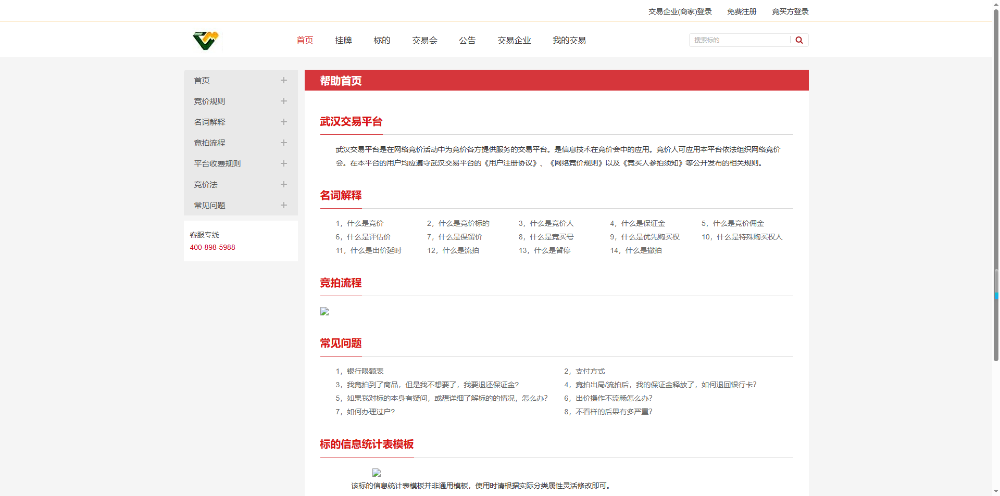 交易企业(商家)登录 免费注册 竞买方登录
首页 挂牌 标的 交易会 公告 交易企业 我的交易 搜索标的
首页
竞价规则
名词解释
竞拍流程
平台收费规则
竞价法
常见问题
客服专线
400-898-5988
帮助首页
武汉交易平台
武汉交易平台是在网络竞价活动中为竞价各方提供服务的交易平台。是信息技术在竞价会中的应用。竞价人可应用本平台依法组织网络竞价
会。在本平台的用户均应遵守武汉交易平台的《用户注册协议》、《网络竞价规则》以及《竞买人参拍须知》等公开发布的相关规则。
名词解释
1，什么是竞价 2，什么是竞价标的 3，什么是竞价人 4，什么是保证金 5，什么是竞价佣金
6，什么是评估价 7，什么是保留价 8，什么是竞买号 9，什么是优先购买权 10，什么是特殊购买权人
11，什么是出价延时 12，什么是流拍 13，什么是暂停 14，什么是撤拍
竞拍流程
常见问题
1，银行限额表 2，支付方式
3，我竞拍到了商品，但是我不想要了，我要退还保证金？ 4，竞拍出局/流拍后，我的保证金释放了，如何退回银行卡？
5，如果我对标的本身有疑问，或想详细了解标的的情况，怎么办？ 6，出价操作不流畅怎么办？
7，如何办理过户？ 8，不看样的后果有多严重？
标的信息统计表模板
该标的信息统计表模板并非通用模板，使用时请根据实际分类属性灵活修改即可。